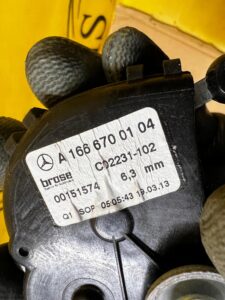 A 166 670 01 04
brose C02231-102
00151574 6,3 mm
Q1 SOP 05:05:43 19.03.13